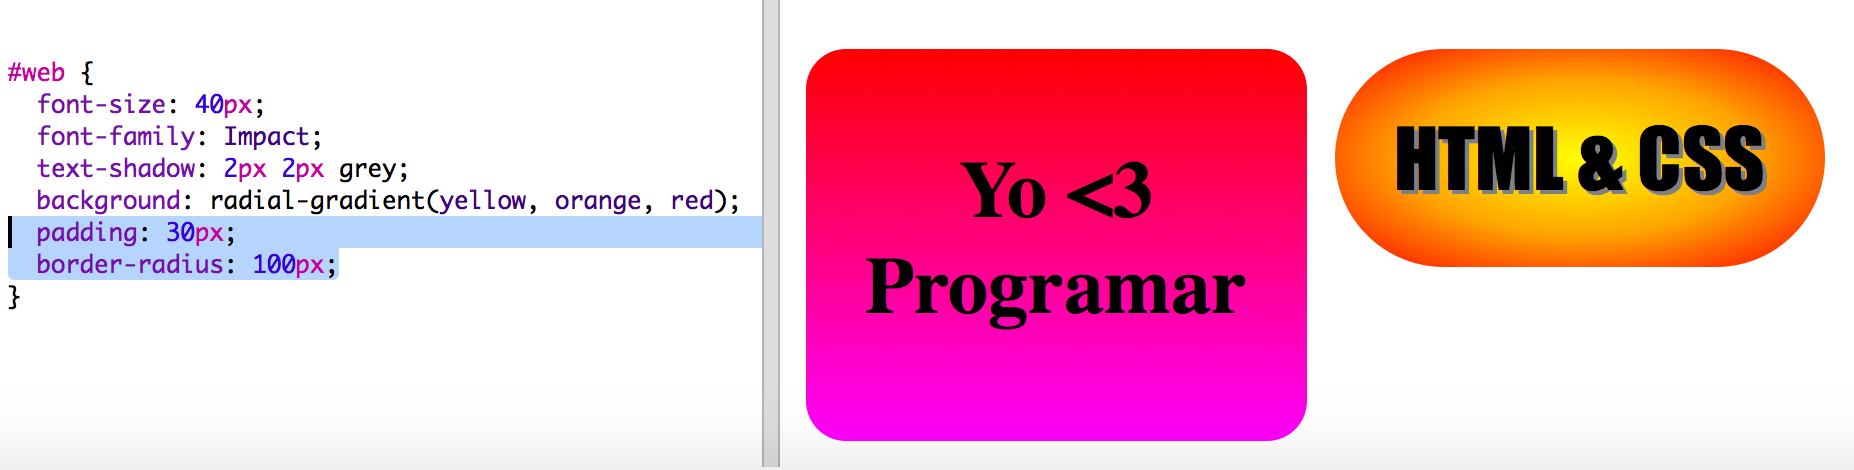 #web {
font-size: 40px;
font-family: Impact;
text-shadow: 2px 2px grey;
background: radial-gradient(yellow, orange, red);
padding: 30px;
border-radius: 100px;
}
Yo <3
Programar
HTML & CSS